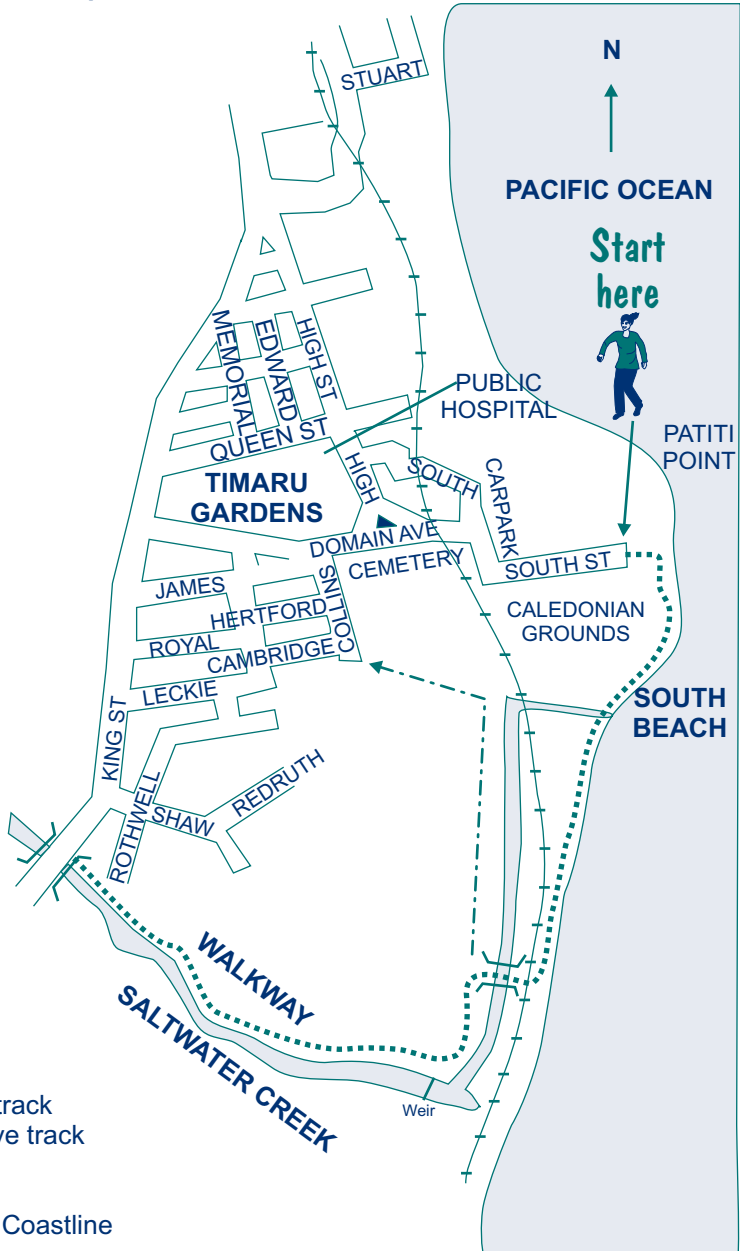 STUART
N
PACIFIC OCEAN
Start
here
MEMORIAL
EDWARD
HIGH ST
PUBLIC
HOSPITAL
QUEEN ST
PATITI
POINT
TIMARU
GARDENS
HIGH
SOUTH
CARPARK
DOMAIN AVE
CEMETERY
SOUTH ST
JAMES
COLLINS
HERTFORD
CALEDONIAN
GROUNDS
ROYAL
CAMBRIDGE
LECKIE
SOUTH
BEACH
KING ST
REDRUTH
ROTHWELL
SHAW
WALKWAY
SALTWATER CREEK
Weir
track
ve track
Coastline